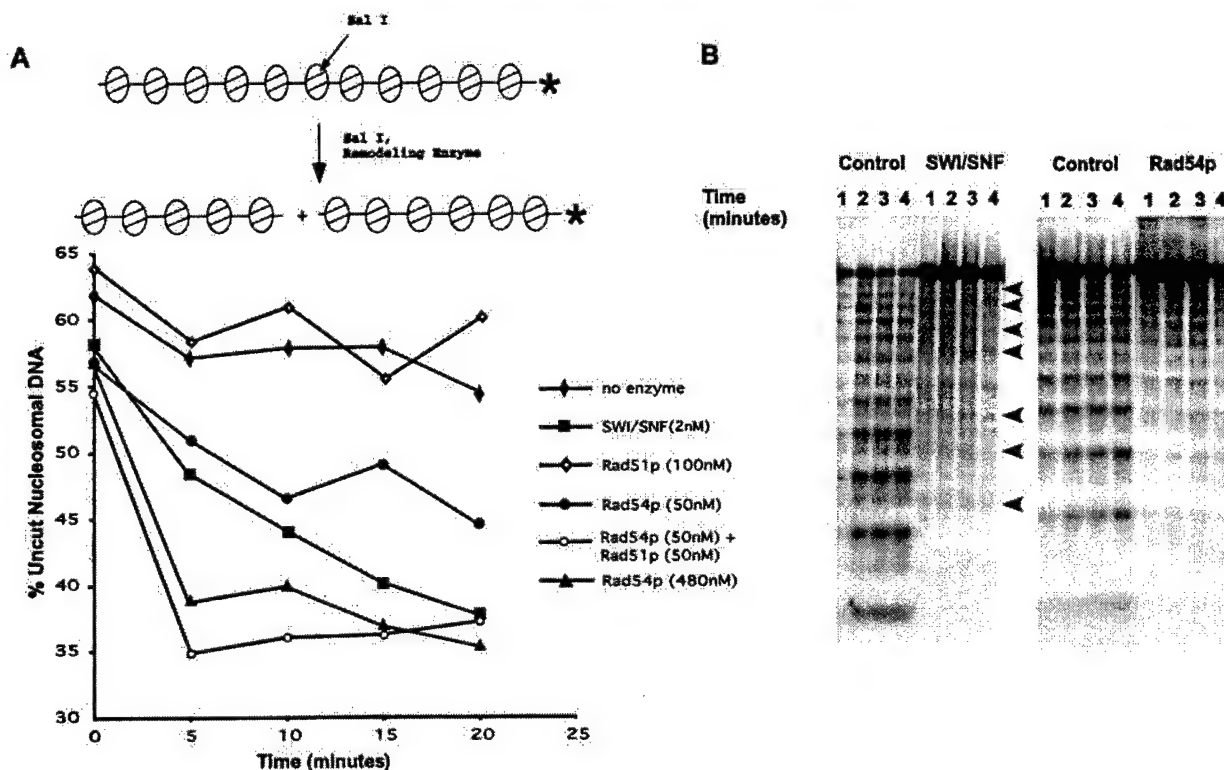 A
Sal I
*
Sal I,
Remodeling Enzyme
+
*
% Uncut Nucleosomal DNA
65
60
55
50
45
40
35
30
0 5 10 15 20 25
Time (minutes)
no enzyme
SWI/SNF(2nM)
Rad51p (100nM)
Rad54p (50nM)
Rad54p (50nM) +
Rad51p (50nM)
Rad54p (480nM)
B
Control SWI/SNF Control Rad54p
Time
(minutes)
1 2 3 4 1 2 3 4 1 2 3 4 1 2 3 4